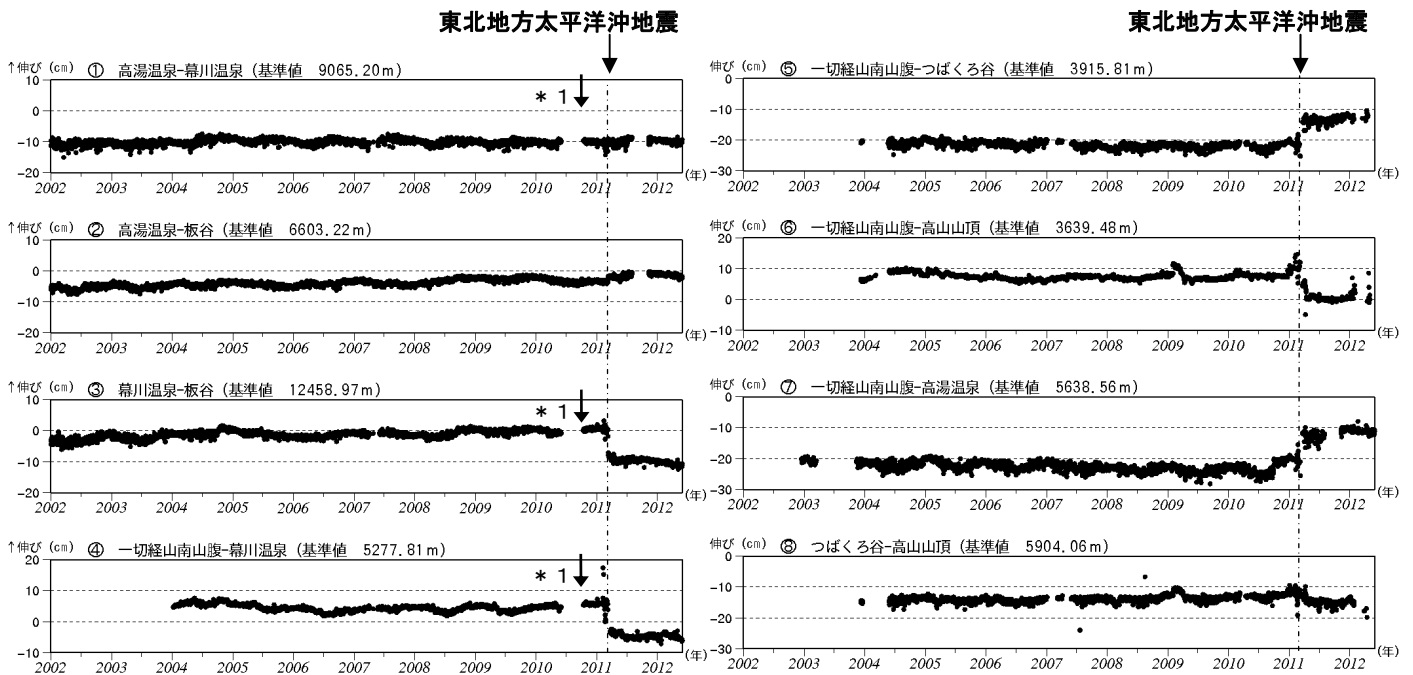 東北地方太平洋沖地震
↑伸び (cm) ① 高湯温泉-幕川温泉 (基準値 9065.20m)
10
＊1
0
-10
-20
2002 2003 2004 2005 2006 2007 2008 2009 2010 2011 2012 (年)
↑伸び (cm) ② 高湯温泉-板谷 (基準値 6603.22m)
10
0
-10
-20
2002 2003 2004 2005 2006 2007 2008 2009 2010 2011 2012 (年)
↑伸び (cm) ③ 幕川温泉-板谷 (基準値 12458.97m)
10
＊1
0
-10
-20
2002 2003 2004 2005 2006 2007 2008 2009 2010 2011 2012 (年)
↑伸び (cm) ④ 一切経山南山腹-幕川温泉 (基準値 5277.81m)
20
＊1
10
0
-10
2002 2003 2004 2005 2006 2007 2008 2009 2010 2011 2012 (年)
東北地方太平洋沖地震
伸び (cm) ⑤ 一切経山南山腹-つばくろ谷 (基準値 3915.81m)
0
-10
-20
-30
2002 2003 2004 2005 2006 2007 2008 2009 2010 2011 2012 (年)
伸び (cm) ⑥ 一切経山南山腹-高山山頂 (基準値 3639.48m)
20
10
0
-10
2002 2003 2004 2005 2006 2007 2008 2009 2010 2011 2012 (年)
伸び (cm) ⑦ 一切経山南山腹-高湯温泉 (基準値 5638.56m)
0
-10
-20
-30
2002 2003 2004 2005 2006 2007 2008 2009 2010 2011 2012 (年)
伸び (cm) ⑧ つばくろ谷-高山山頂 (基準値 5904.06m)
0
-10
-20
-30
2002 2003 2004 2005 2006 2007 2008 2009 2010 2011 2012 (年)